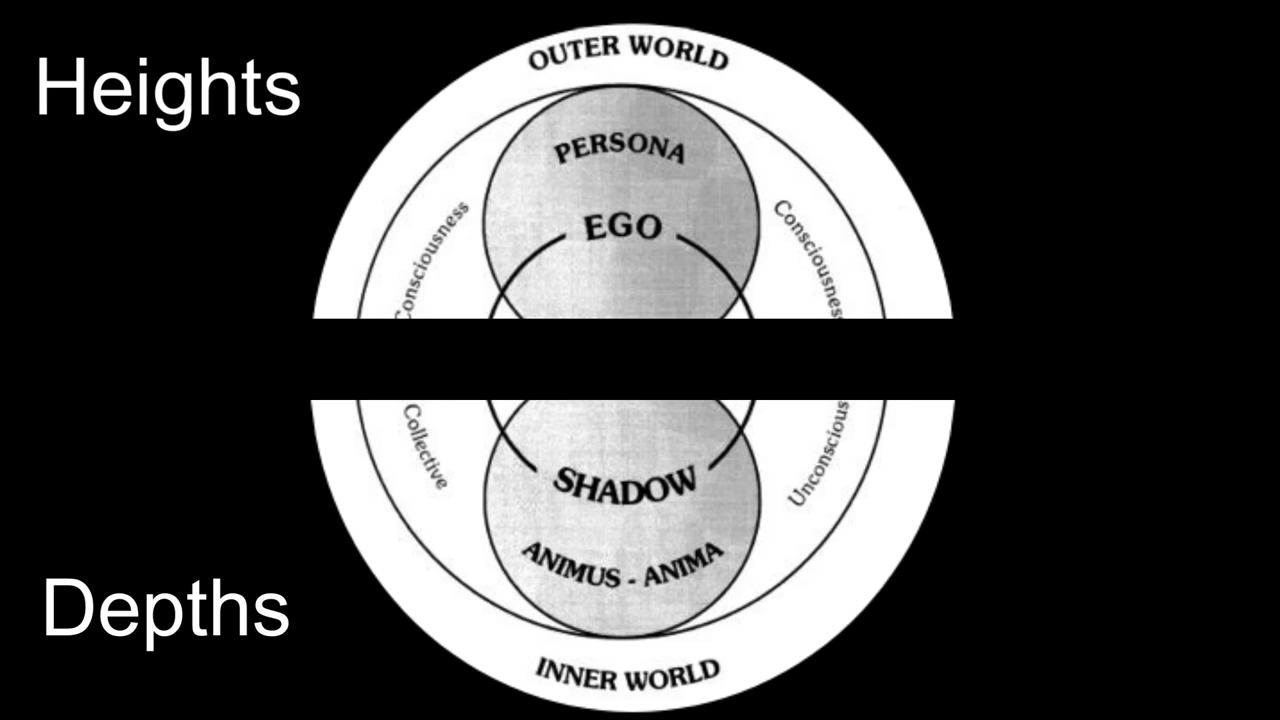 Heights
OUTER WORLD
PERSONA
EGO
Consciousness
Consciousness
Collective
Unconscious
SHADOW
ANIMUS - ANIMA
Depths
INNER WORLD